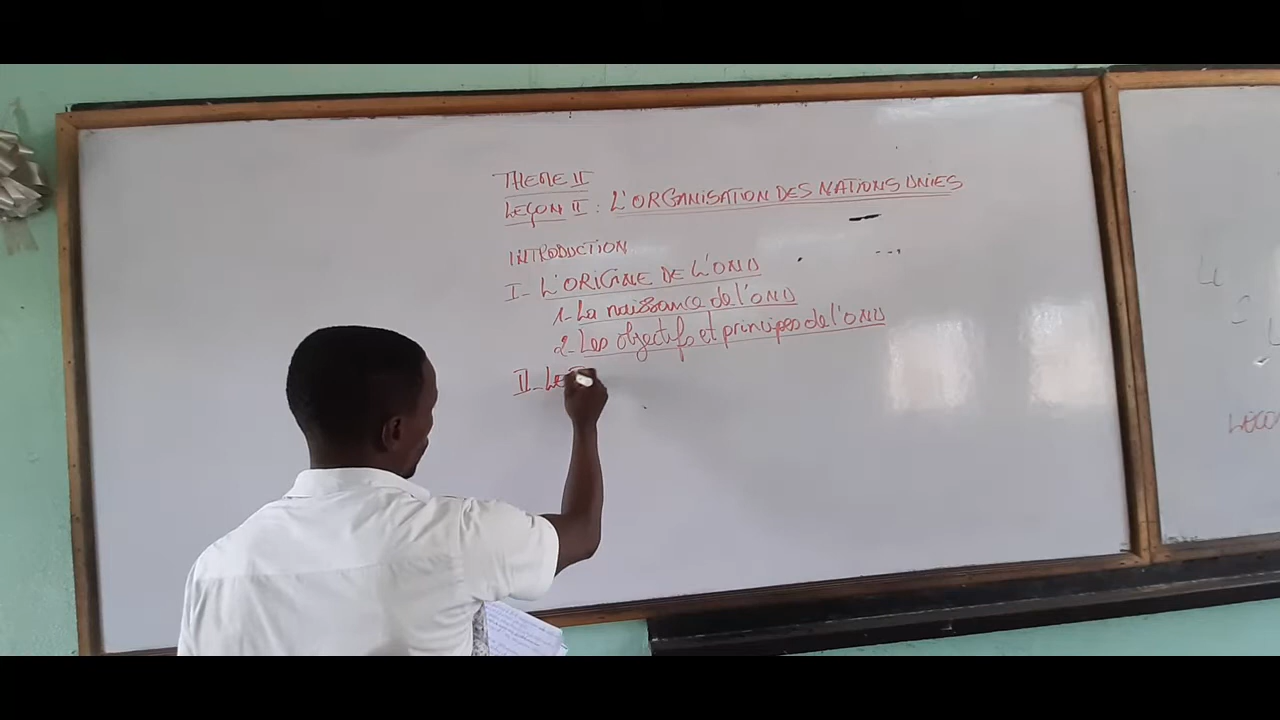 THEME II
LEÇON II : L'ORGANISATION DES NATIONS UNIES
INTRODUCTION
I- L'ORIGINE DE L'ONU
1- La naissance de l'ONU
2- Les objectifs et principes de l'ONU
II-
LEÇON